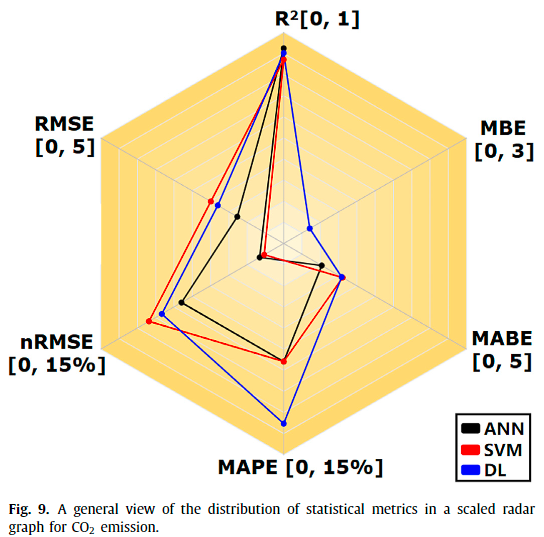 R²[0, 1]
RMSE
[0, 5]
MBE
[0, 3]
nRMSE
[0, 15%]
MABE
[0, 5]
MAPE [0, 15%]
ANN
SVM
DL
Fig. 9. A general view of the distribution of statistical metrics in a scaled radar
graph for CO₂ emission.